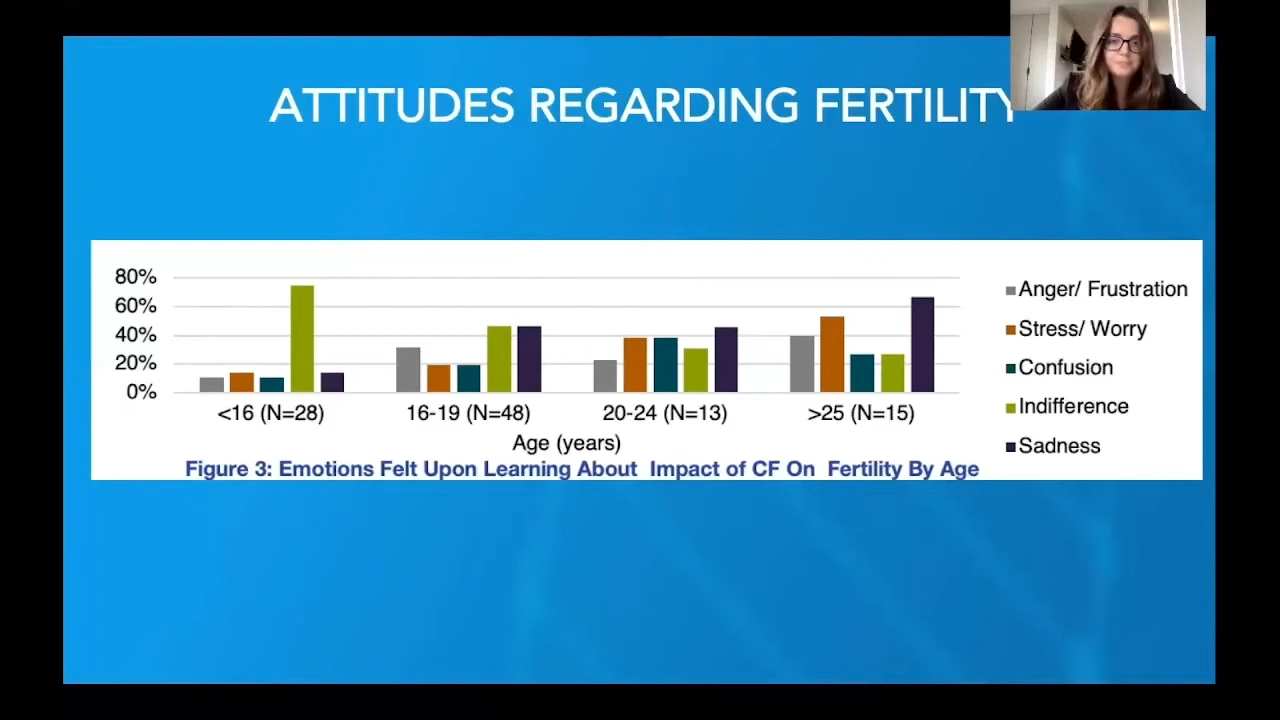 ATTITUDES REGARDING FERTILITY
80%
60%
40%
20%
0%
<16 (N=28)
16-19 (N=48)
20-24 (N=13)
>25 (N=15)
Age (years)
Figure 3: Emotions Felt Upon Learning About Impact of CF On Fertility By Age
Anger/ Frustration
Stress/ Worry
Confusion
Indifference
Sadness